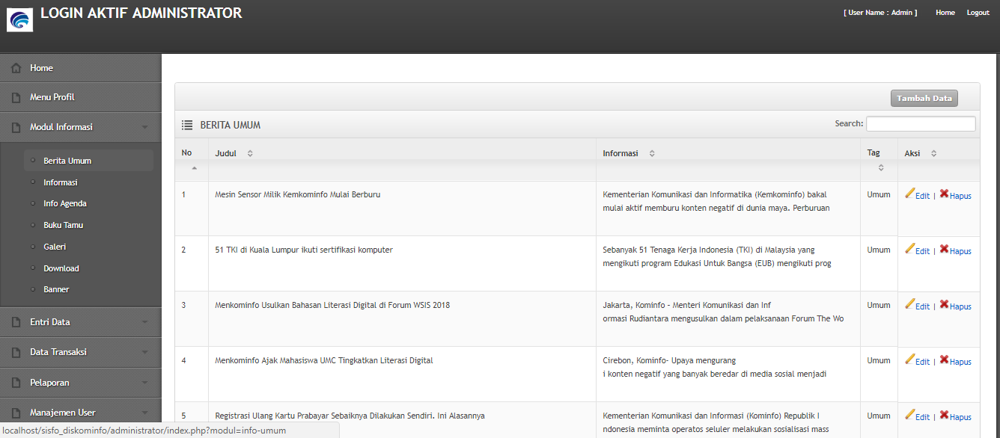 LOGIN AKTIF ADMINISTRATOR
[ User Name : Admin ] Home Logout
Home
Menu Profil
Modul Informasi
Berita Umum
Informasi
Info Agenda
Buku Tamu
Galeri
Download
Banner
Entri Data
Data Transaksi
Pelaporan
Manajemen User
Tambah Data
BERITA UMUM
Search:
No Judul Informasi Tag Aksi
1 Mesin Sensor Milik Kemkominfo Mulai Berburu Kementerian Komunikasi dan Informatika (Kemkominfo) bakal Umum Edit | Hapus
mulai aktif memburu konten negatif di dunia maya. Perburuan
2 51 TKI di Kuala Lumpur ikuti sertifikasi komputer Sebanyak 51 Tenaga Kerja Indonesia (TKI) di Malaysia yang Umum Edit | Hapus
mengikuti program Edukasi Untuk Bangsa (EUB) mengikuti prog
3 Menkominfo Usulkan Bahasan Literasi Digital di Forum WSIS 2018 Jakarta, Kominfo - Menteri Komunikasi dan Inf Umum Edit | Hapus
ormasi Rudiantara mengusulkan dalam pelaksanaan Forum The Wo
4 Menkominfo Ajak Mahasiswa UMC Tingkatkan Literasi Digital Cirebon, Kominfo- Upaya mengurang Umum Edit | Hapus
i konten negatif yang banyak beredar di media sosial menjadi
5 Registrasi Ulang Kartu Prabayar Sebaiknya Dilakukan Sendiri. Ini Alasannya Kementerian Komunikasi dan Informasi (Kominfo) Republik I Umum Edit | Hapus
ndonesia meminta operatos seluler melakukan sosialisasi mass
localhost/sisfo_diskominfo/administrator/index.php?modul=info-umum